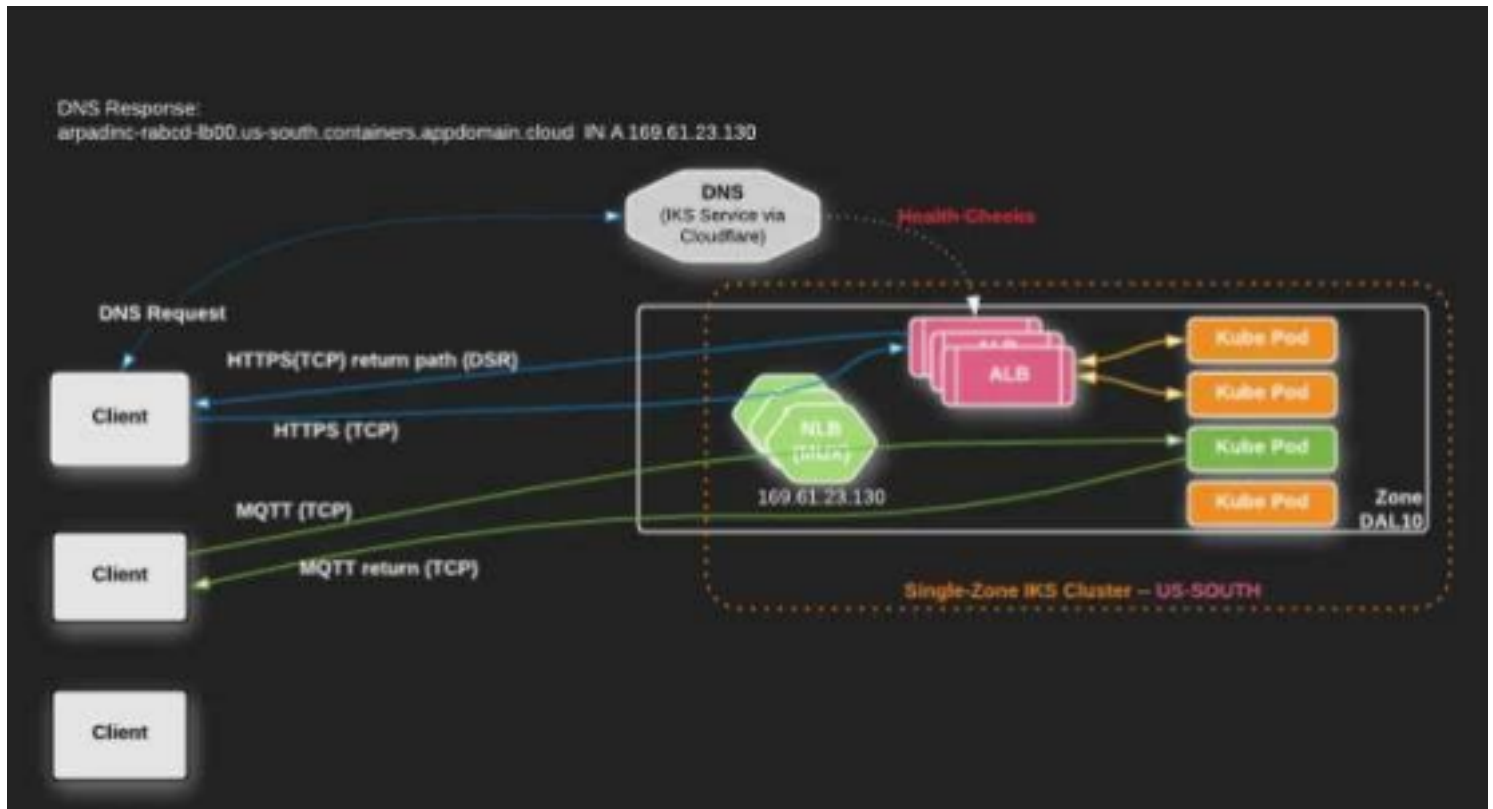 DNS Response:
arpadinc-rabcd-lb00.us-south.containers.appdomain.cloud IN A 169.61.23.130
DNS
(IKS Service via
Cloudflare)
Health Checks
DNS Request
HTTPS(TCP) return path (DSR)
Client
HTTPS (TCP)
ALB
ALB
Kube Pod
Kube Pod
NLB
(MUX)
Kube Pod
169.61.23.130
Kube Pod
Zone
DAL10
MQTT (TCP)
Client
MQTT return (TCP)
Single-Zone IKS Cluster – US-SOUTH
Client